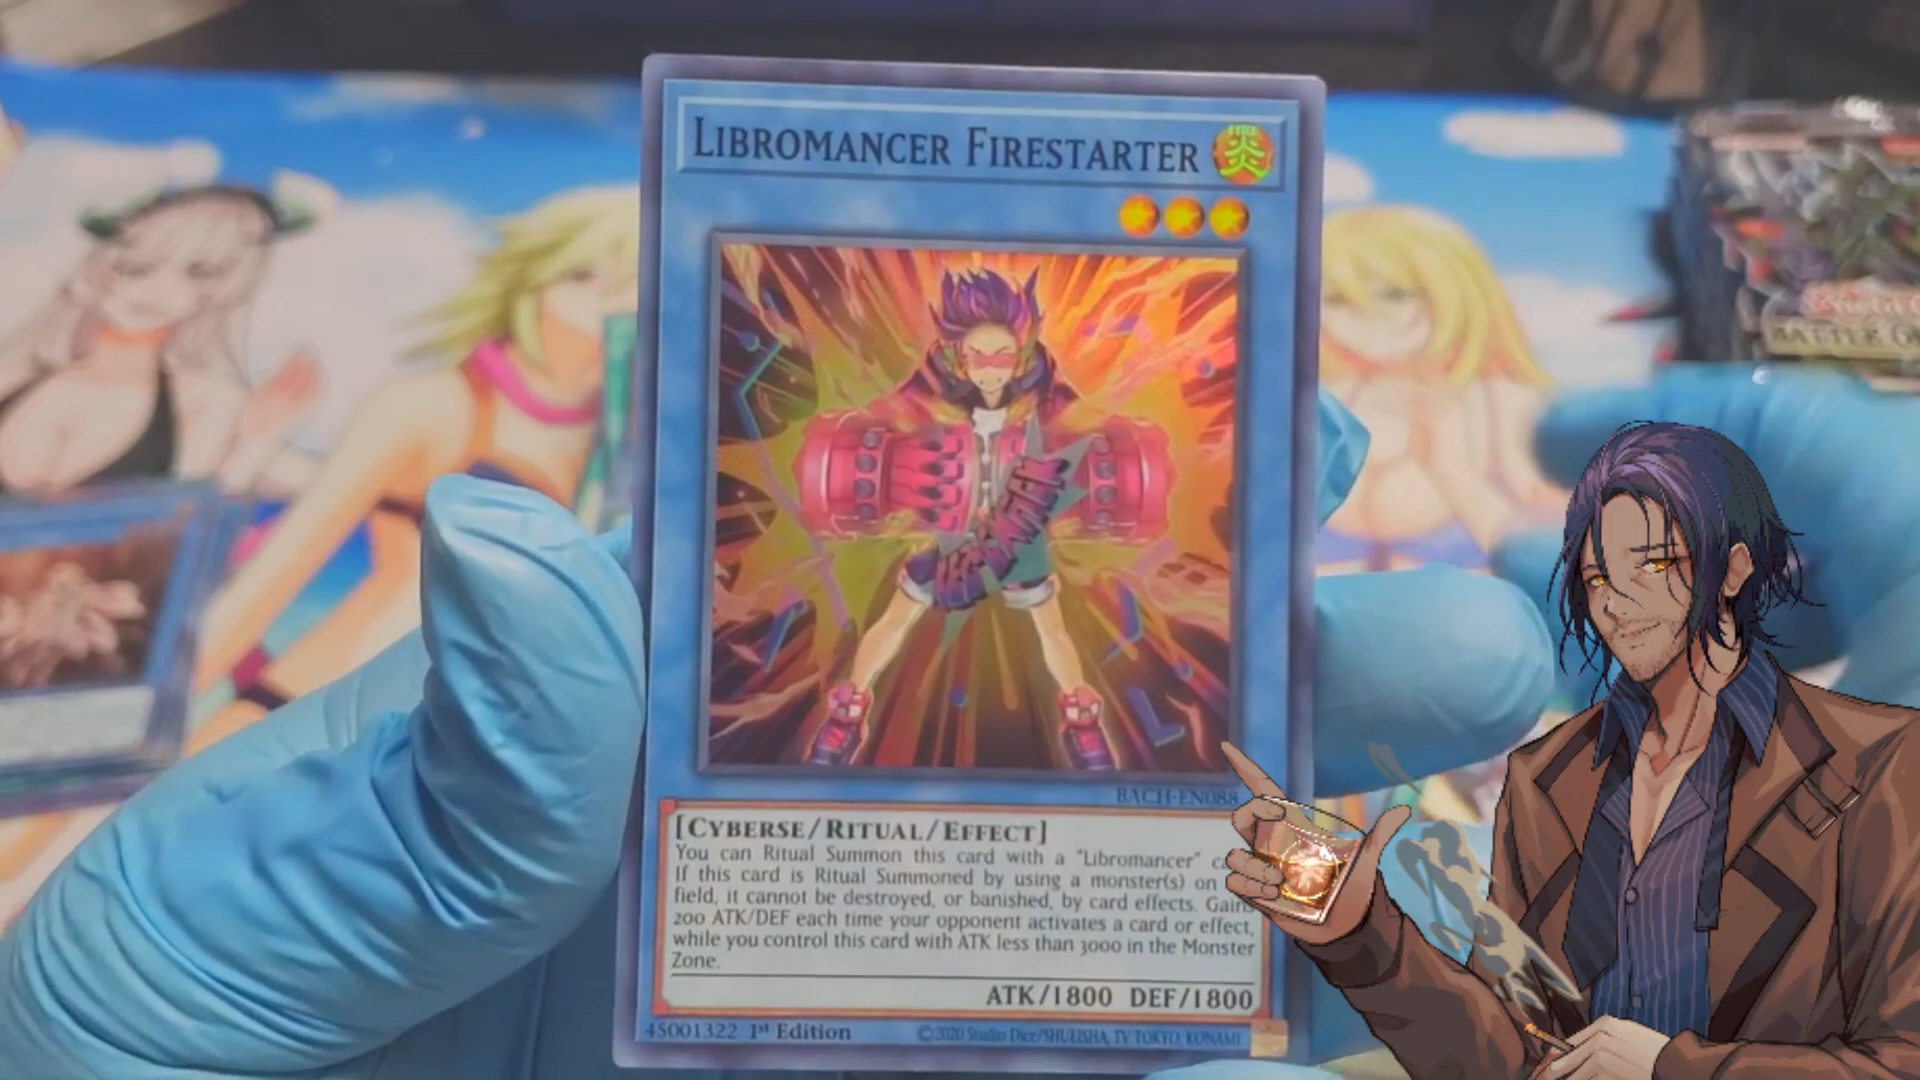 LIBROMANCER FIRESTARTER
FIRE
炎
BACH-EN088
[CYBERSE/RITUAL/EFFECT]
You can Ritual Summon this card with a "Libromancer"
If this card is Ritual Summoned by using a monster(s) on
field, it cannot be destroyed, or banished, by card effects. Gains
200 ATK/DEF each time your opponent activates a card or effect,
while you control this card with ATK less than 3000 in the Monster
Zone.
ATK/1800 DEF/1800
4S001322 1st Edition
©2020 Studio Dice/SHUEISHA, TV TOKYO, KONAMI